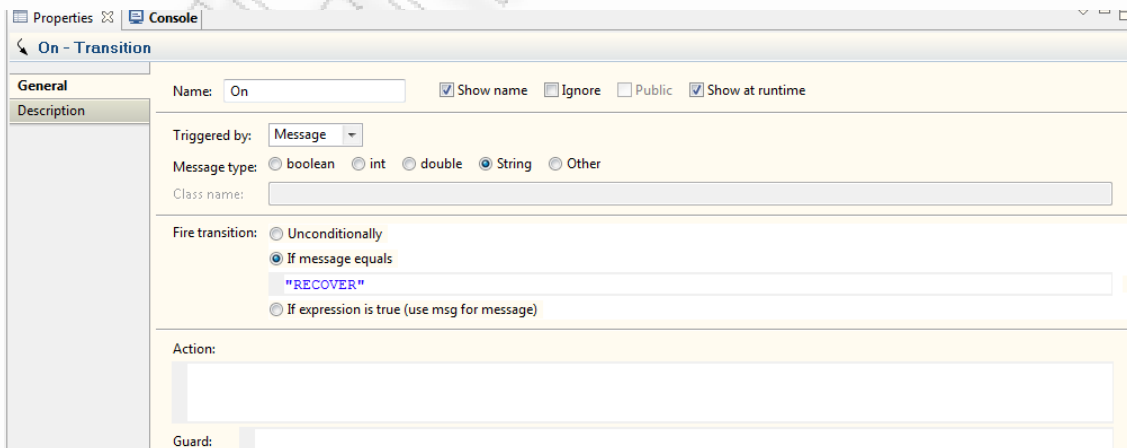 Properties Console
On - Transition
General
Description
Name: On Show name Ignore Public Show at runtime
Triggered by: Message
Message type: boolean int double String Other
Class name:
Fire transition: Unconditionally
If message equals
"RECOVER"
If expression is true (use msg for message)
Action:
Guard: